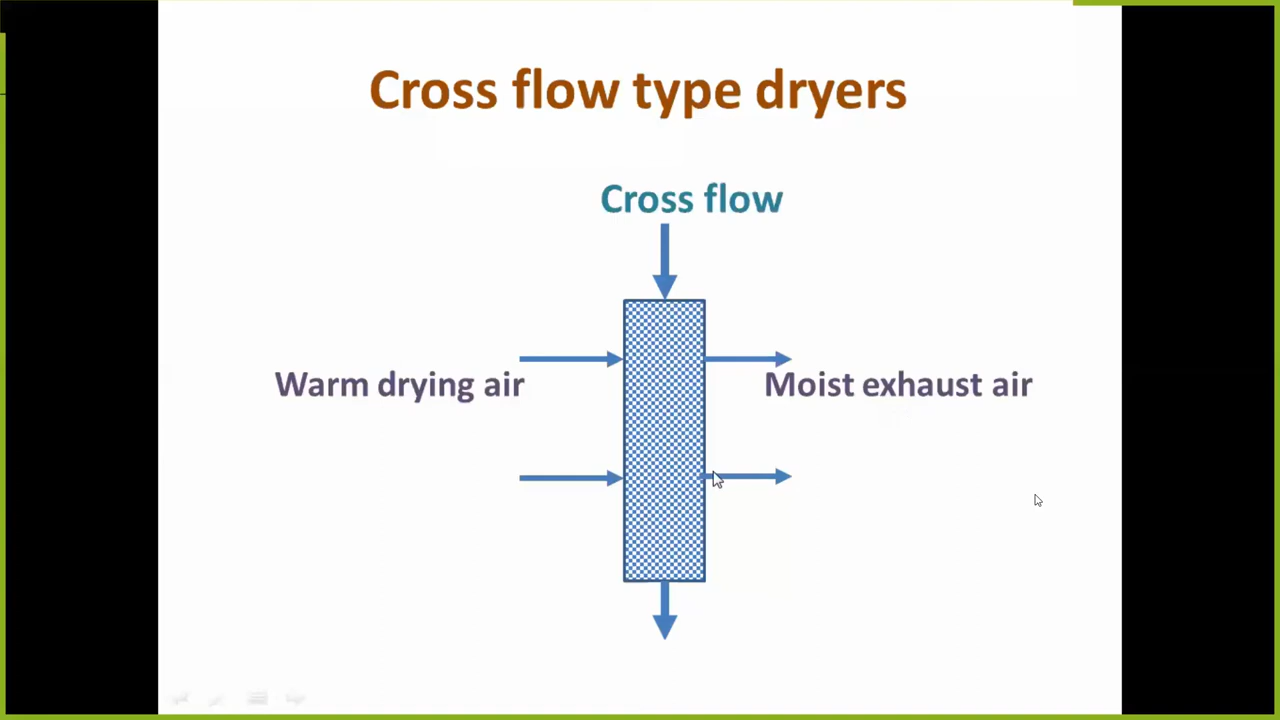 Cross flow type dryers
Cross flow
Warm drying air
Moist exhaust air